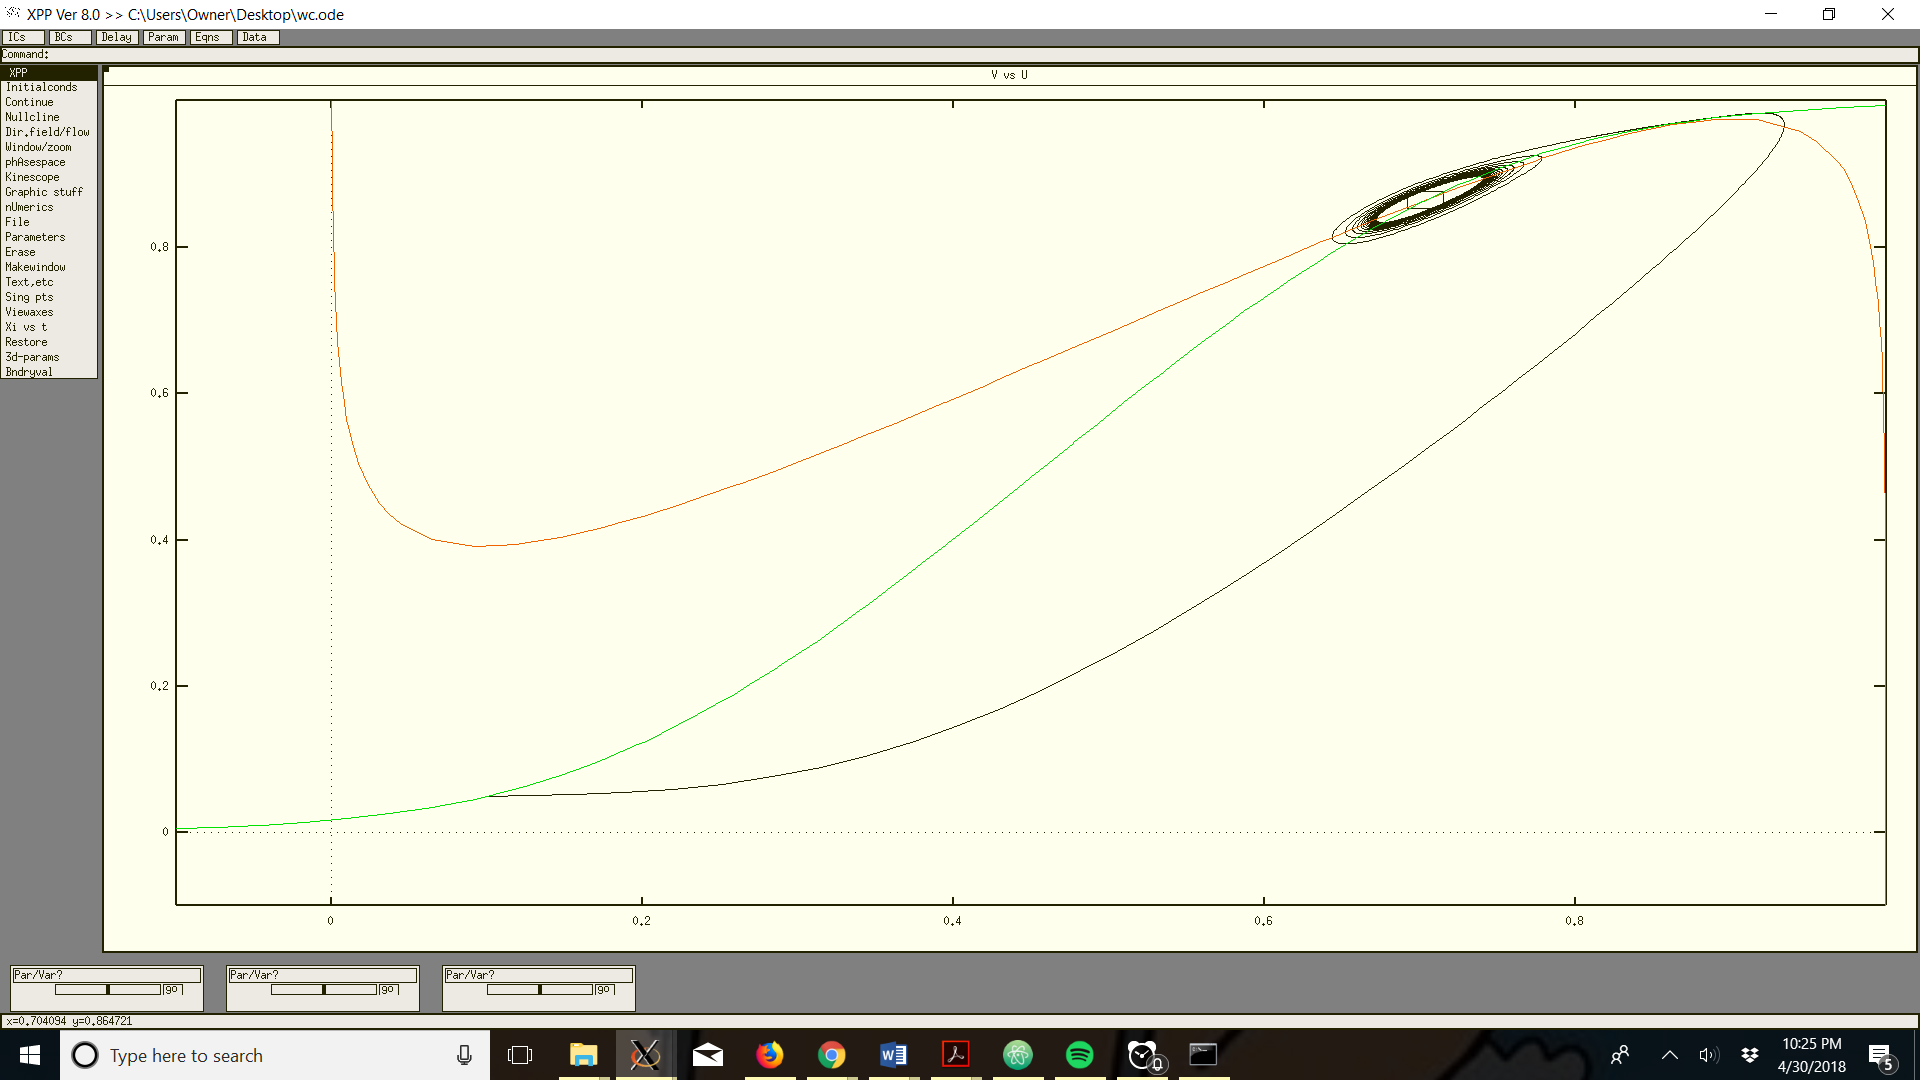 XPP Ver 8.0 >> C:\Users\Owner\Desktop\wc.ode
ICs BCs Delay Param Eqns Data
Command:
XPP
Initialconds
Continue
Nullcline
Dir.field/flow
Window/zoom
phAsespace
Kinescope
Graphic stuff
nUmerics
File
Parameters
Erase
Makewindow
Text,etc
Sing pts
Viewaxes
Xi vs t
Restore
3d-params
Bndryval
V vs U
0.8
0.6
0.4
0.2
0
0 0.2 0.4 0.6 0.8
Par/Var? Par/Var? Par/Var?
x=0.704094 y=0.864721
Type here to search
10:25 PM
4/30/2018
5